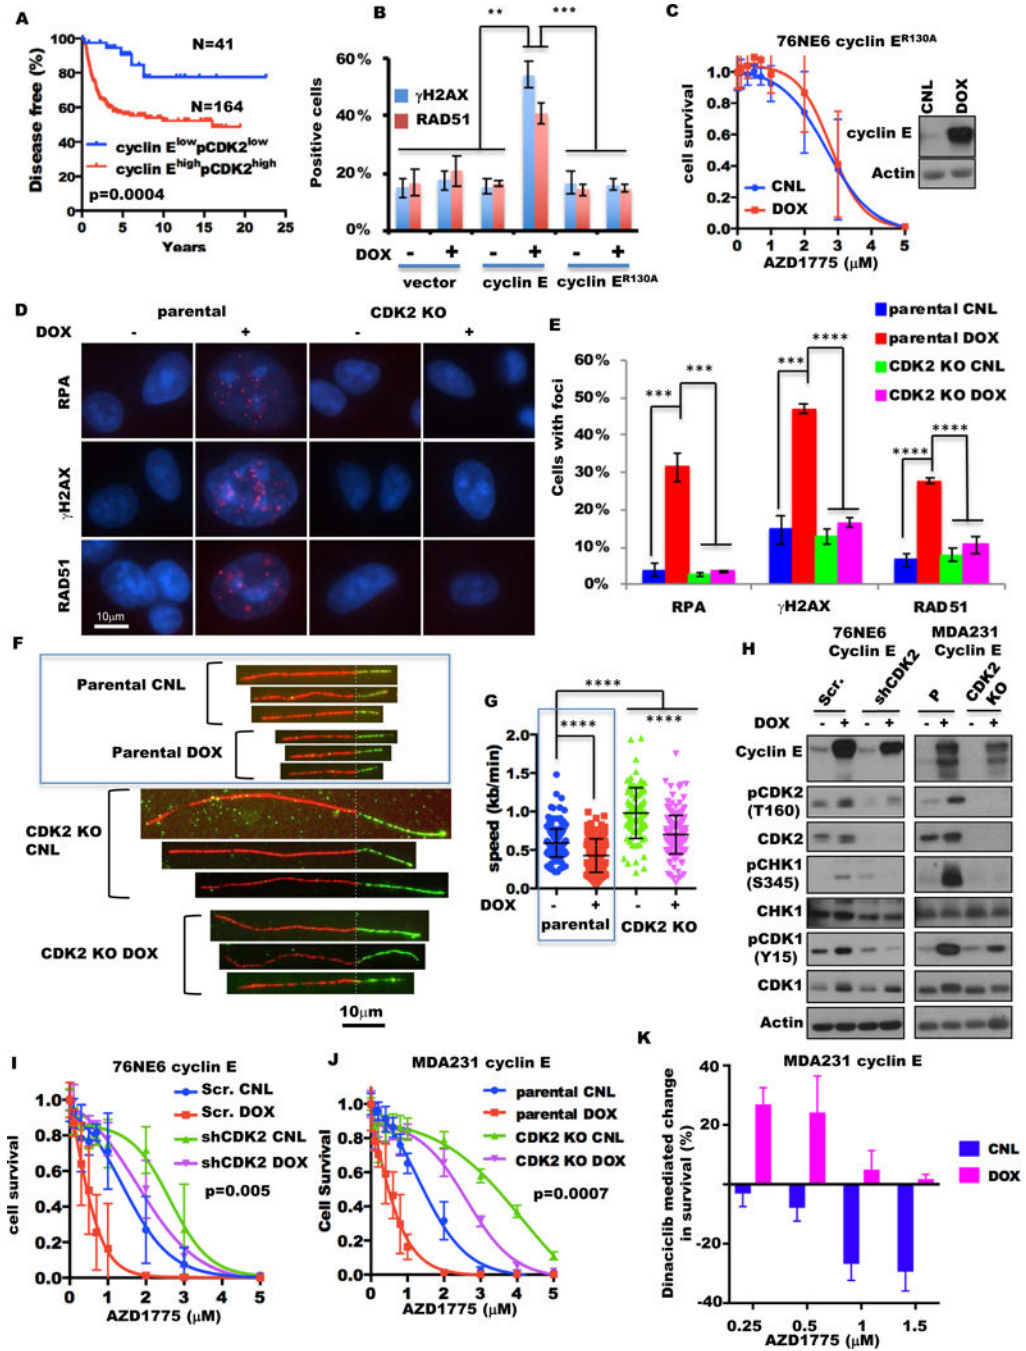 A
Disease free (%)
100
80
60
40
20
0
N=41
N=164
cyclin E^low pCDK2^low
cyclin E^high pCDK2^high
p=0.0004
0 5 10 15 20 25
Years
B
** ***
Positive cells
60%
40%
20%
0%
γH2AX
RAD51
DOX - + - + - +
vector cyclin E cyclin E^R130A
C
76NE6 cyclin E^R130A
cell survival
1.0
0.8
0.6
0.4
0.2
0.0
CNL
DOX
0 1 2 3 4 5
AZD1775 (μM)
CNL DOX
cyclin E
Actin
D
parental CDK2 KO
DOX - + - +
RPA
γH2AX
RAD51
10μm
E
parental CNL
parental DOX
CDK2 KO CNL
CDK2 KO DOX
Cells with foci
60%
50%
40%
30%
20%
10%
0%
*** ***
*** ****
**** ****
RPA γH2AX RAD51
F
Parental CNL
Parental DOX
CDK2 KO
CNL
CDK2 KO DOX
10μm
G
****
**** ****
speed (kb/min)
2.0
1.5
1.0
0.5
0.0
DOX - + - +
parental CDK2 KO
H
76NE6 MDA231
Cyclin E Cyclin E
Scr. shCDK2 P CDK2 KO
DOX - + - + - + - +
Cyclin E
pCDK2
(T160)
CDK2
pCHK1
(S345)
CHK1
pCDK1
(Y15)
CDK1
Actin
I
76NE6 cyclin E
cell survival
1.0
0.8
0.6
0.4
0.2
0.0
Scr. CNL
Scr. DOX
shCDK2 CNL
shCDK2 DOX
p=0.005
0 1 2 3 4 5
AZD1775 (μM)
J
MDA231 cyclin E
Cell Survival
1.0
0.8
0.6
0.4
0.2
0.0
parental CNL
parental DOX
CDK2 KO CNL
CDK2 KO DOX
p=0.0007
0 1 2 3 4 5
AZD1775 (μM)
K
MDA231 cyclin E
Dinaciclib mediated change
in survival (%)
40
20
0
-20
-40
CNL
DOX
0.25 0.5 1 1.5
AZD1775 (μM)